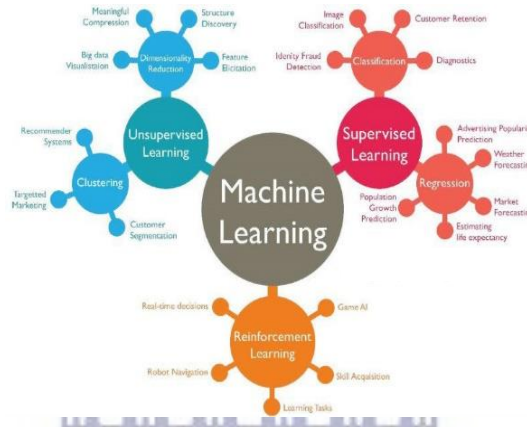 Meaningful
Compression
Structure
Discovery
Big data
Visualistaion
Dimensionality
Reduction
Feature
Elicitation
Unsupervised
Learning
Recommender
Systems
Clustering
Targetted
Marketing
Customer
Segmentation
Image
Classification
Customer Retention
Idenity Fraud
Detection
Classification
Diagnostics
Supervised
Learning
Advertising Popularity
Prediction
Weather
Forecasting
Regression
Population
Growth
Prediction
Market
Forecasting
Estimating
life expectancy
Machine
Learning
Real-time decisions
Game AI
Reinforcement
Learning
Robot Navigation
Skill Acquisition
Learning Tasks